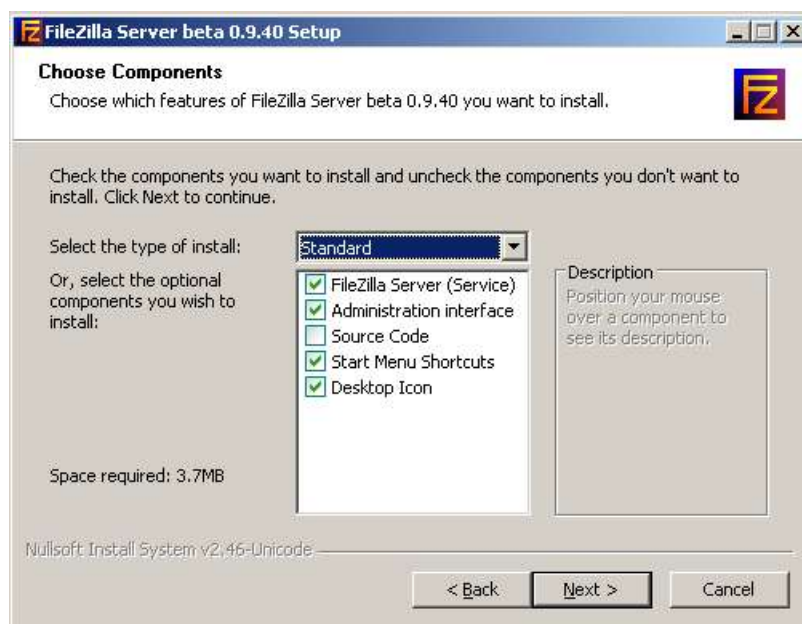 FileZilla Server beta 0.9.40 Setup
Choose Components
Choose which features of FileZilla Server beta 0.9.40 you want to install.
Check the components you want to install and uncheck the components you don't want to
install. Click Next to continue.
Select the type of install:
Standard
Or, select the optional
components you wish to
install:
FileZilla Server (Service)
Administration interface
Source Code
Start Menu Shortcuts
Desktop Icon
Description
Position your mouse
over a component to
see its description.
Space required: 3.7MB
Nullsoft Install System v2.46-Unicode
< Back
Next >
Cancel